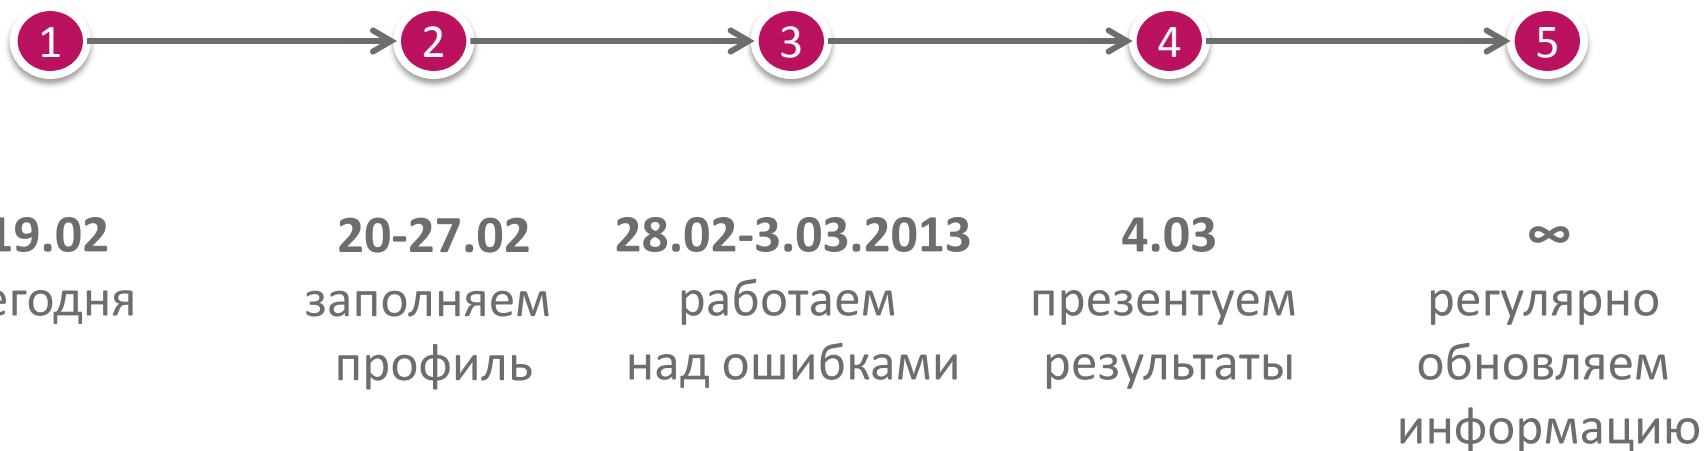 1 2 3 4 5
19.02 20-27.02 28.02-3.03.2013 4.03 ∞
егодня заполняем работаем презентуем регулярно
профиль над ошибками результаты обновляем
информацию